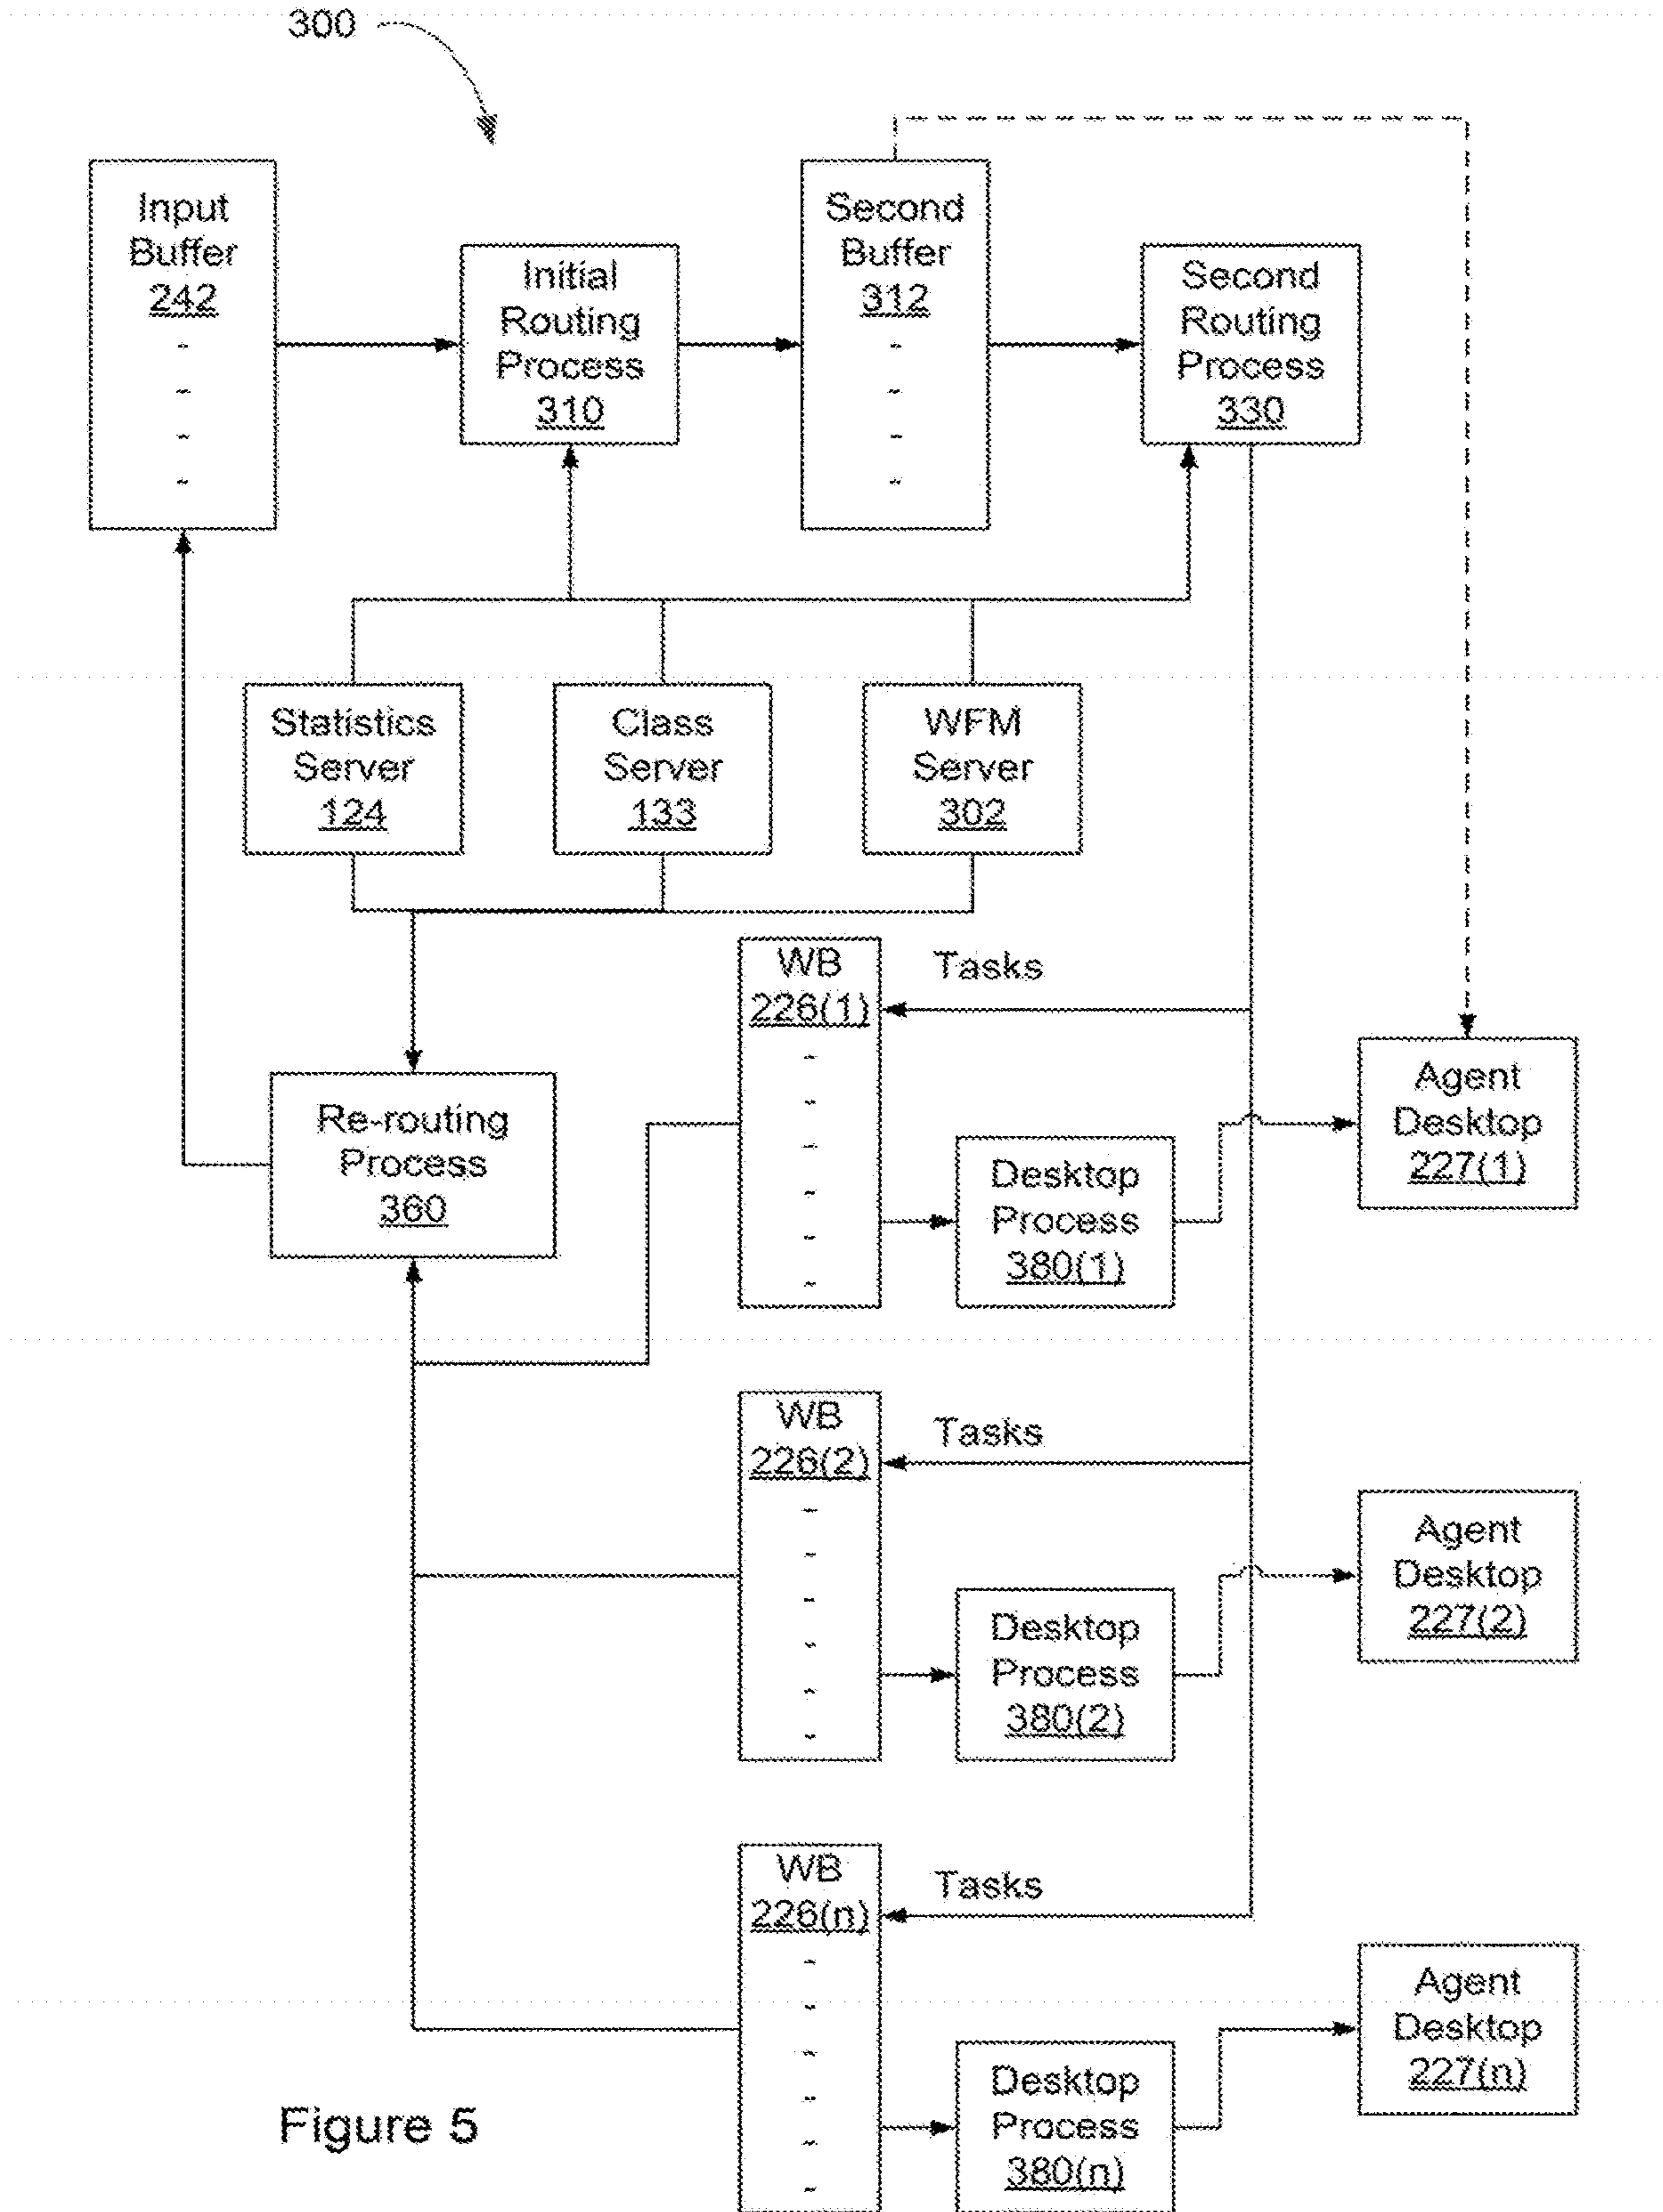 300
Input
Buffer
242
Initial
Routing
Process
310
Second
Buffer
312
Second
Routing
Process
330
Statistics
Server
124
Class
Server
133
WFM
Server
302
WB
226(1)
Tasks
Agent
Desktop
227(1)
Re-routing
Process
360
Desktop
Process
380(1)
WB
226(2)
Tasks
Agent
Desktop
227(2)
Desktop
Process
380(2)
WB
226(n)
Tasks
Agent
Desktop
227(n)
Desktop
Process
380(n)
Figure 5